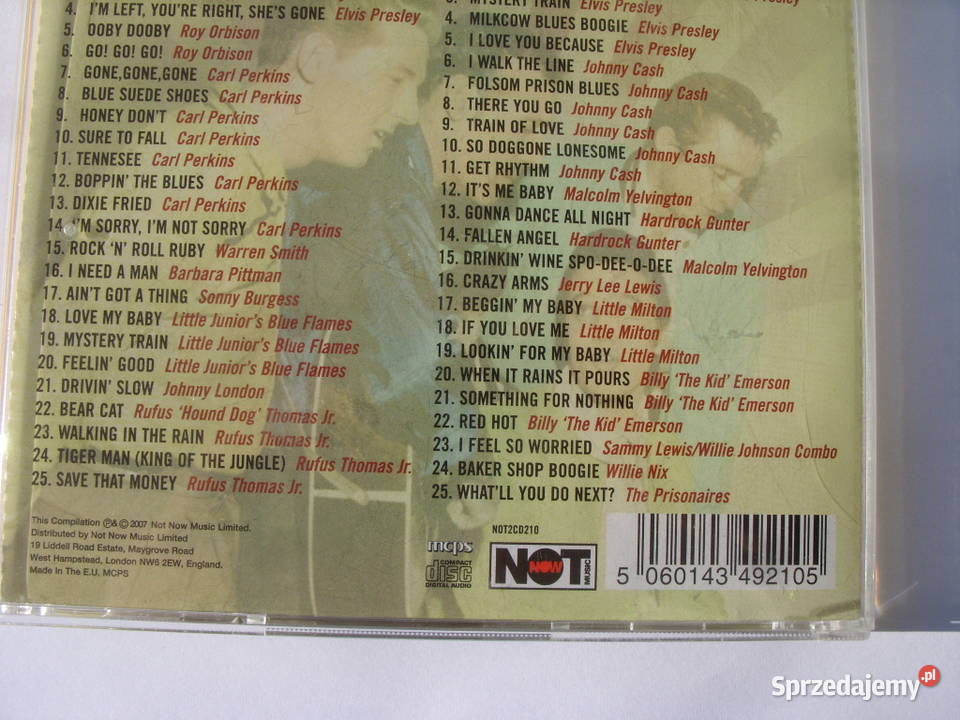 4. I'M LEFT, YOU'RE RIGHT, SHE'S GONE Elvis Presley
5. OOBY DOOBY Roy Orbison
6. GO! GO! GO! Roy Orbison
7. GONE,GONE,GONE Carl Perkins
8. BLUE SUEDE SHOES Carl Perkins
9. HONEY DON'T Carl Perkins
10. SURE TO FALL Carl Perkins
11. TENNESEE Carl Perkins
12. BOPPIN' THE BLUES Carl Perkins
13. DIXIE FRIED Carl Perkins
14. I'M SORRY, I'M NOT SORRY Carl Perkins
15. ROCK 'N' ROLL RUBY Warren Smith
16. I NEED A MAN Barbara Pittman
17. AIN'T GOT A THING Sonny Burgess
18. LOVE MY BABY Little Junior's Blue Flames
19. MYSTERY TRAIN Little Junior's Blue Flames
20. FEELIN' GOOD Little Junior's Blue Flames
21. DRIVIN' SLOW Johnny London
22. BEAR CAT Rufus 'Hound Dog' Thomas Jr.
23. WALKING IN THE RAIN Rufus Thomas Jr.
24. TIGER MAN (KING OF THE JUNGLE) Rufus Thomas Jr.
25. SAVE THAT MONEY Rufus Thomas Jr.
Presley
3. MYSTERY TRAIN Elvis Presley
4. MILKCOW BLUES BOOGIE Elvis Presley
5. I LOVE YOU BECAUSE Elvis Presley
6. I WALK THE LINE Johnny Cash
7. FOLSOM PRISON BLUES Johnny Cash
8. THERE YOU GO Johnny Cash
9. TRAIN OF LOVE Johnny Cash
10. SO DOGGONE LONESOME Johnny Cash
11. GET RHYTHM Johnny Cash
12. IT'S ME BABY Malcolm Yelvington
13. GONNA DANCE ALL NIGHT Hardrock Gunter
14. FALLEN ANGEL Hardrock Gunter
15. DRINKIN' WINE SPO-DEE-O-DEE Malcolm Yelvington
16. CRAZY ARMS Jerry Lee Lewis
17. BEGGIN' MY BABY Little Milton
18. IF YOU LOVE ME Little Milton
19. LOOKIN' FOR MY BABY Little Milton
20. WHEN IT RAINS IT POURS Billy 'The Kid' Emerson
21. SOMETHING FOR NOTHING Billy 'The Kid' Emerson
22. RED HOT Billy 'The Kid' Emerson
23. I FEEL SO WORRIED Sammy Lewis/Willie Johnson Combo
24. BAKER SHOP BOOGIE Willie Nix
25. WHAT'LL YOU DO NEXT? The Prisonaires
This Compilation ℗&© 2007 Not Now Music Limited.
Distributed by Not Now Music Limited
19 Liddell Road Estate, Maygrove Road
West Hampstead, London NW6 2EW, England.
Made In The E.U. MCPS
mcps
COMPACT
disc
DIGITAL AUDIO
NOT2CD210
NOT
NOW
MUSIC
5 060143 492105
Sprzedajemy.pl